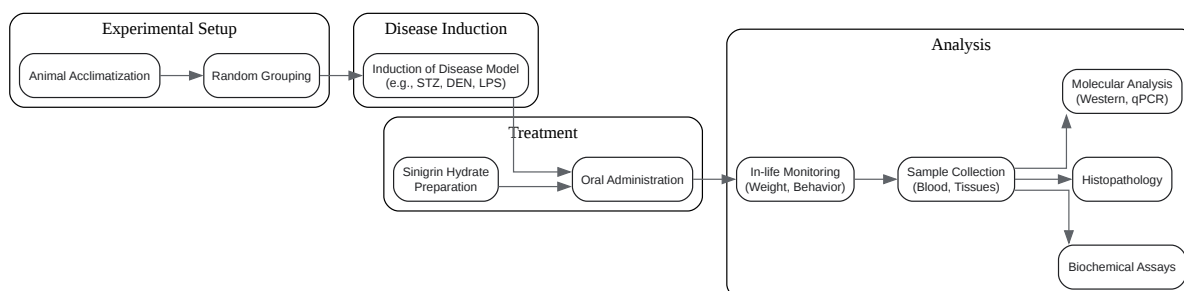 Experimental Setup
Animal Acclimatization
Random Grouping
Disease Induction
Induction of Disease Model
(e.g., STZ, DEN, LPS)
Treatment
Sinigrin Hydrate
Preparation
Oral Administration
Analysis
In-life Monitoring
(Weight, Behavior)
Sample Collection
(Blood, Tissues)
Molecular Analysis
(Western, qPCR)
Histopathology
Biochemical Assays